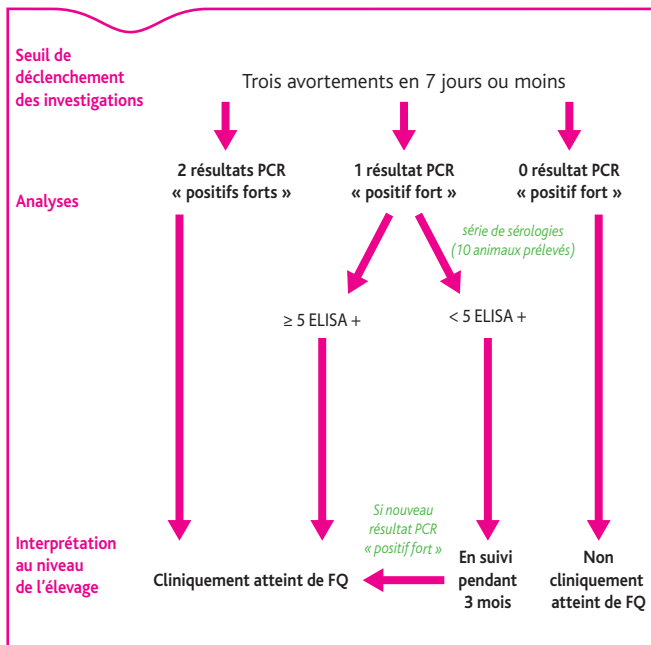 Seuil de
déclenchement
des investigations
Trois avortements en 7 jours ou moins
Analyses
2 résultats PCR
« positifs forts »
1 résultat PCR
« positif fort »
0 résultat PCR
« positif fort »
série de sérologies
(10 animaux prélevés)
≥ 5 ELISA +
< 5 ELISA +
Si nouveau
résultat PCR
« positif fort »
Interprétation
au niveau
de l’élevage
Cliniquement atteint de FQ
En suivi
pendant
3 mois
Non
cliniquement
atteint de FQ